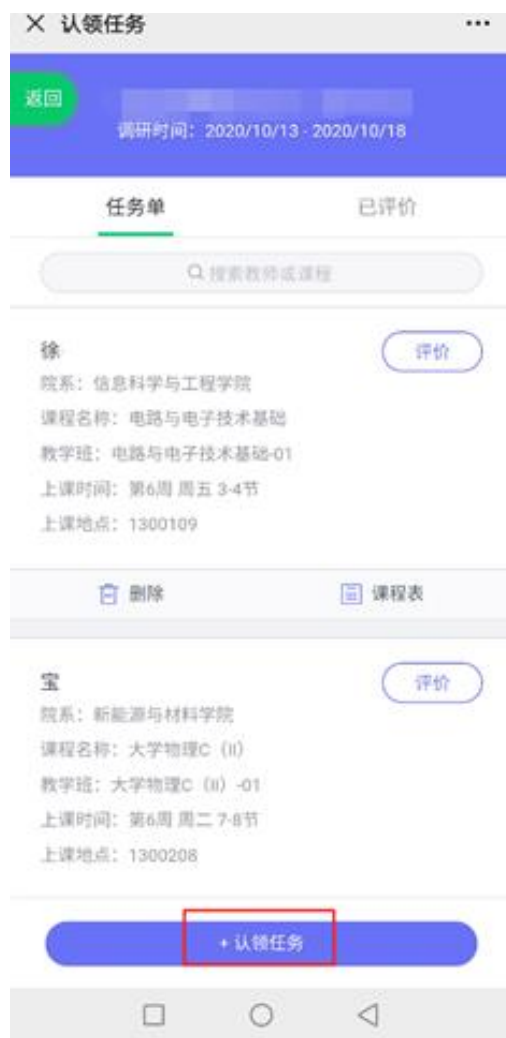 认领任务
返回
调研时间：2020/10/13 - 2020/10/18
任务单
已评价
搜索教师或课程
徐
评价
院系：信息科学与工程学院
课程名称：电路与电子技术基础
教学班：电路与电子技术基础-01
上课时间：第6周 周五 3-4节
上课地点：1300109
删除
课程表
宝
评价
院系：新能源与材料学院
课程名称：大学物理C（II）
教学班：大学物理C（II）-01
上课时间：第6周 周二 7-8节
上课地点：1300208
+ 认领任务